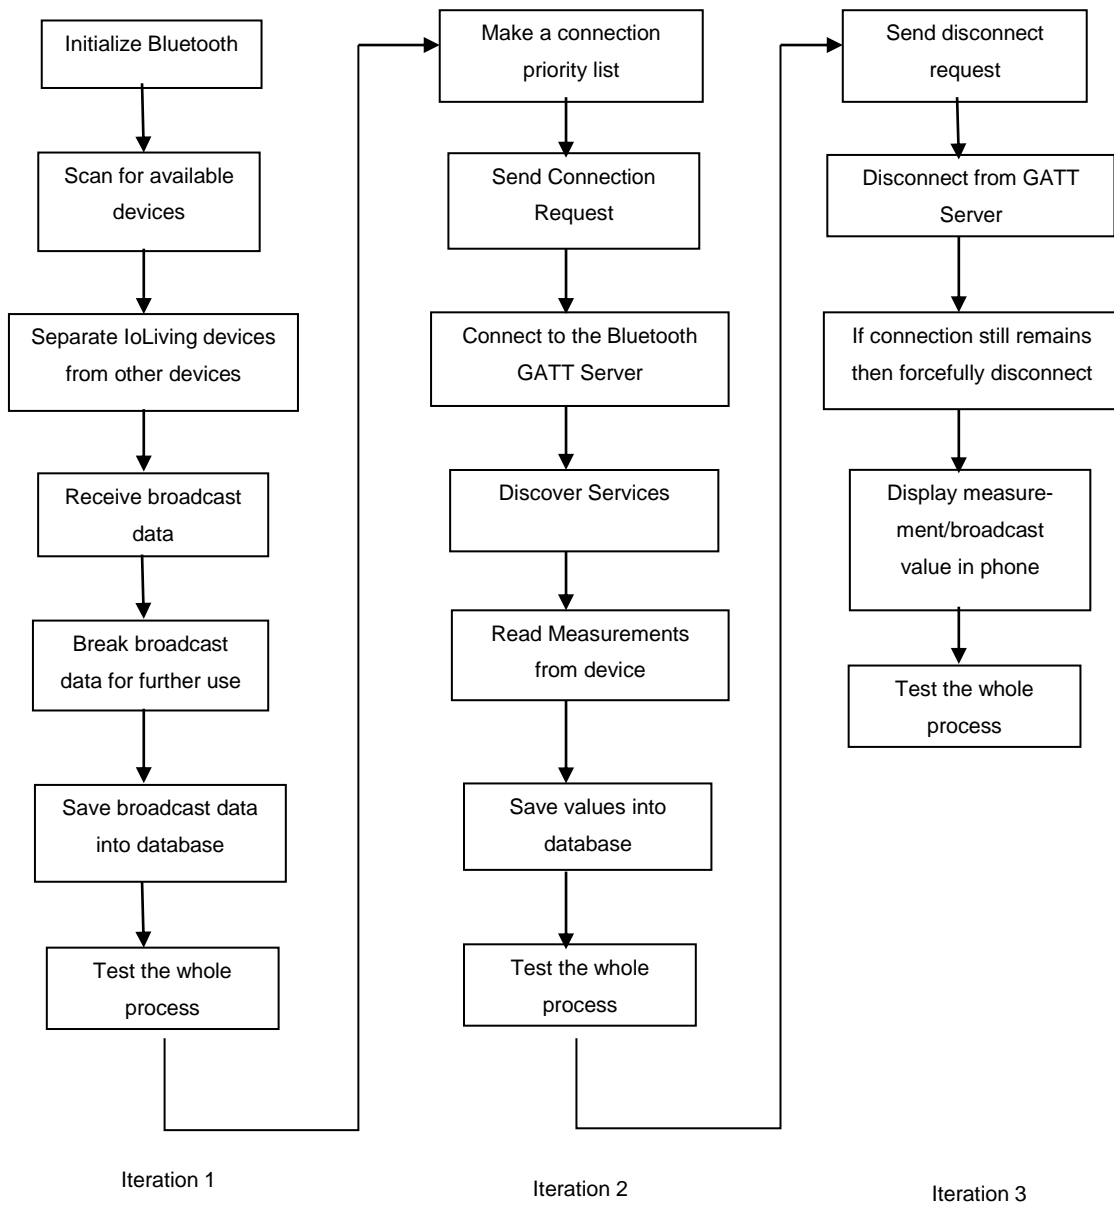 Initialize Bluetooth
Scan for available
devices
Separate IoLiving devices
from other devices
Receive broadcast
data
Break broadcast
data for further use
Save broadcast data
into database
Test the whole
process
Iteration 1
Make a connection
priority list
Send Connection
Request
Connect to the Bluetooth
GATT Server
Discover Services
Read Measurements
from device
Save values into
database
Test the whole
process
Iteration 2
Send disconnect
request
Disconnect from GATT
Server
If connection still remains
then forcefully disconnect
Display measure-
ment/broadcast
value in phone
Test the whole
process
Iteration 3